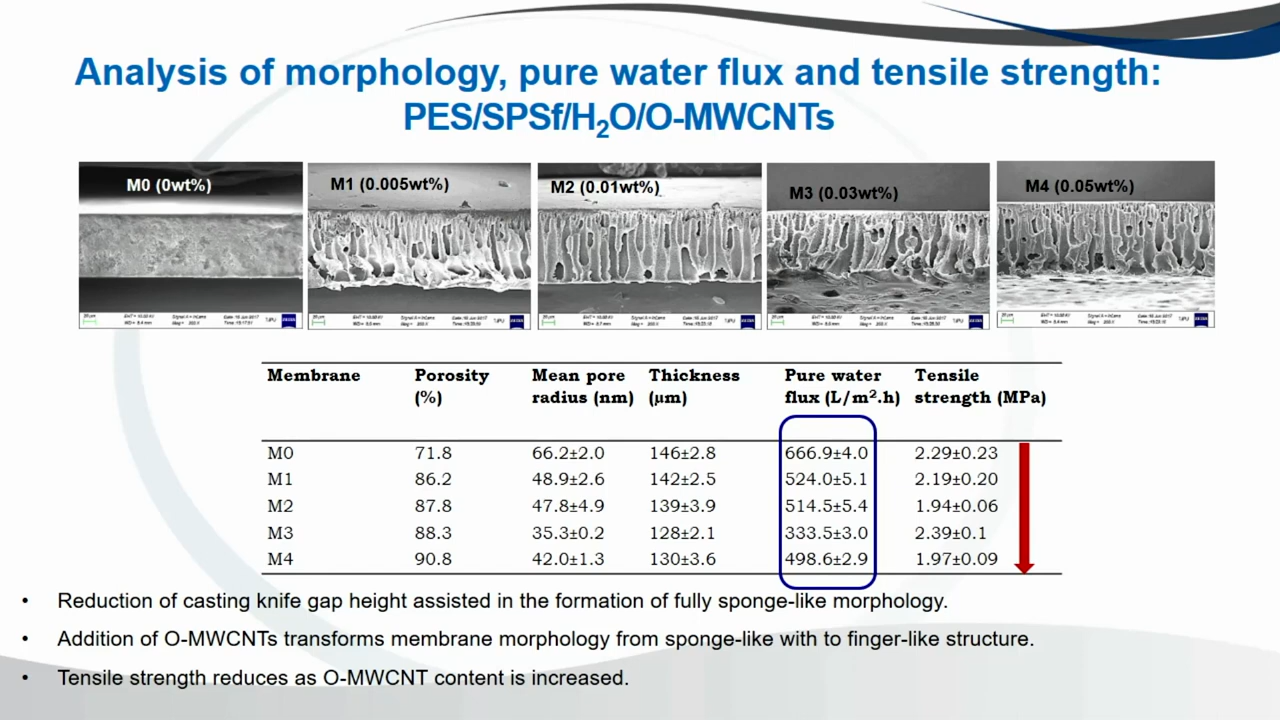 Analysis of morphology, pure water flux and tensile strength:
PES/SPSf/H₂O/O-MWCNTs
M0 (0wt%) M1 (0.005wt%) M2 (0.01wt%) M3 (0.03wt%) M4 (0.05wt%)
Membrane Porosity Mean pore Thickness Pure water Tensile
(%) radius (nm) (µm) flux (L/m².h) strength (MPa)
M0 71.8 66.2±2.0 146±2.8 666.9±4.0 2.29±0.23
M1 86.2 48.9±2.6 142±2.5 524.0±5.1 2.19±0.20
M2 87.8 47.8±4.9 139±3.9 514.5±5.4 1.94±0.06
M3 88.3 35.3±0.2 128±2.1 333.5±3.0 2.39±0.1
M4 90.8 42.0±1.3 130±3.6 498.6±2.9 1.97±0.09
• Reduction of casting knife gap height assisted in the formation of fully sponge-like morphology.
• Addition of O-MWCNTs transforms membrane morphology from sponge-like with to finger-like structure.
• Tensile strength reduces as O-MWCNT content is increased.